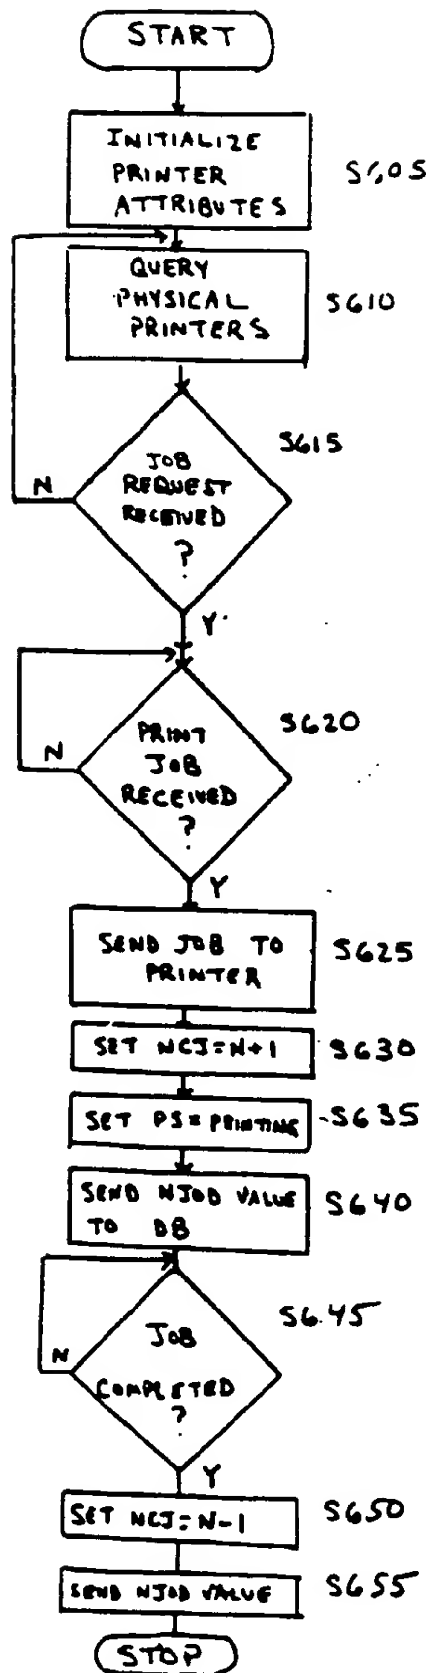 START
INITIALIZE
PRINTER
ATTRIBUTES
S605
QUERY
PHYSICAL
PRINTERS
S610
S615
JOB
REQUEST
RECEIVED
?
N
Y
S620
PRINT
JOB
RECEIVED
?
N
Y
SEND JOB TO
PRINTER
S625
SET NCJ=N+1
S630
SET PS=PRINTING
S635
SEND NJOD VALUE
TO DB
S640
S645
JOB
COMPLETED
?
N
Y
SET NCJ=N-1
S650
SEND NJOD VALUE
S655
STOP